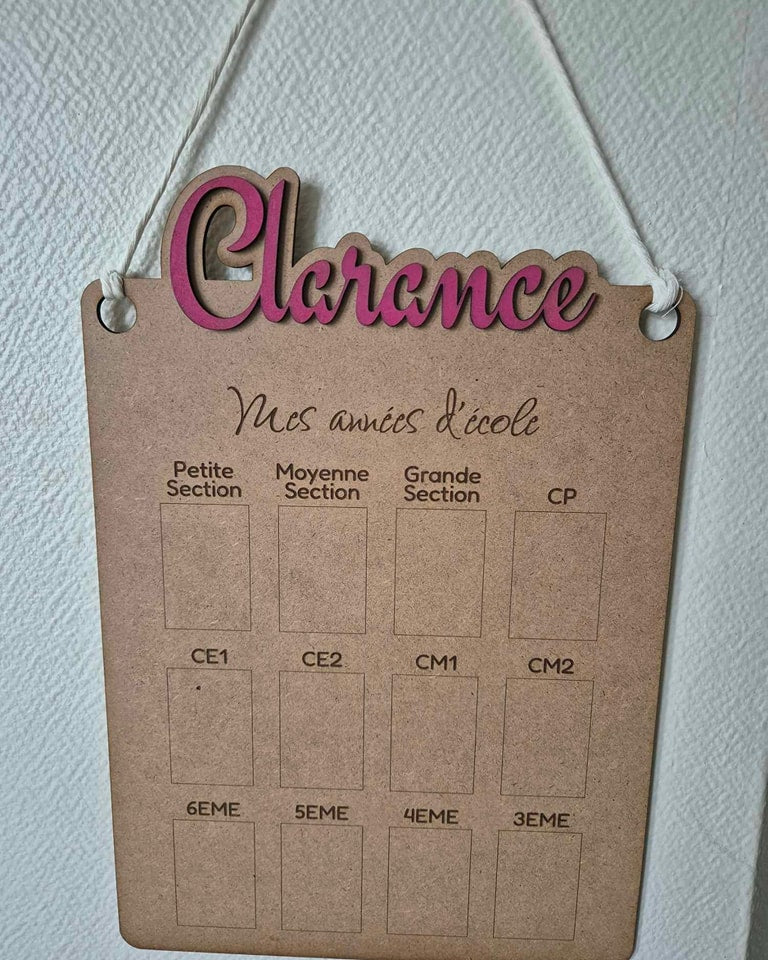 Clarance
Mes années d'école
Petite Section
Moyenne Section
Grande Section
CP
CE1
CE2
CM1
CM2
6EME
5EME
4EME
3EME